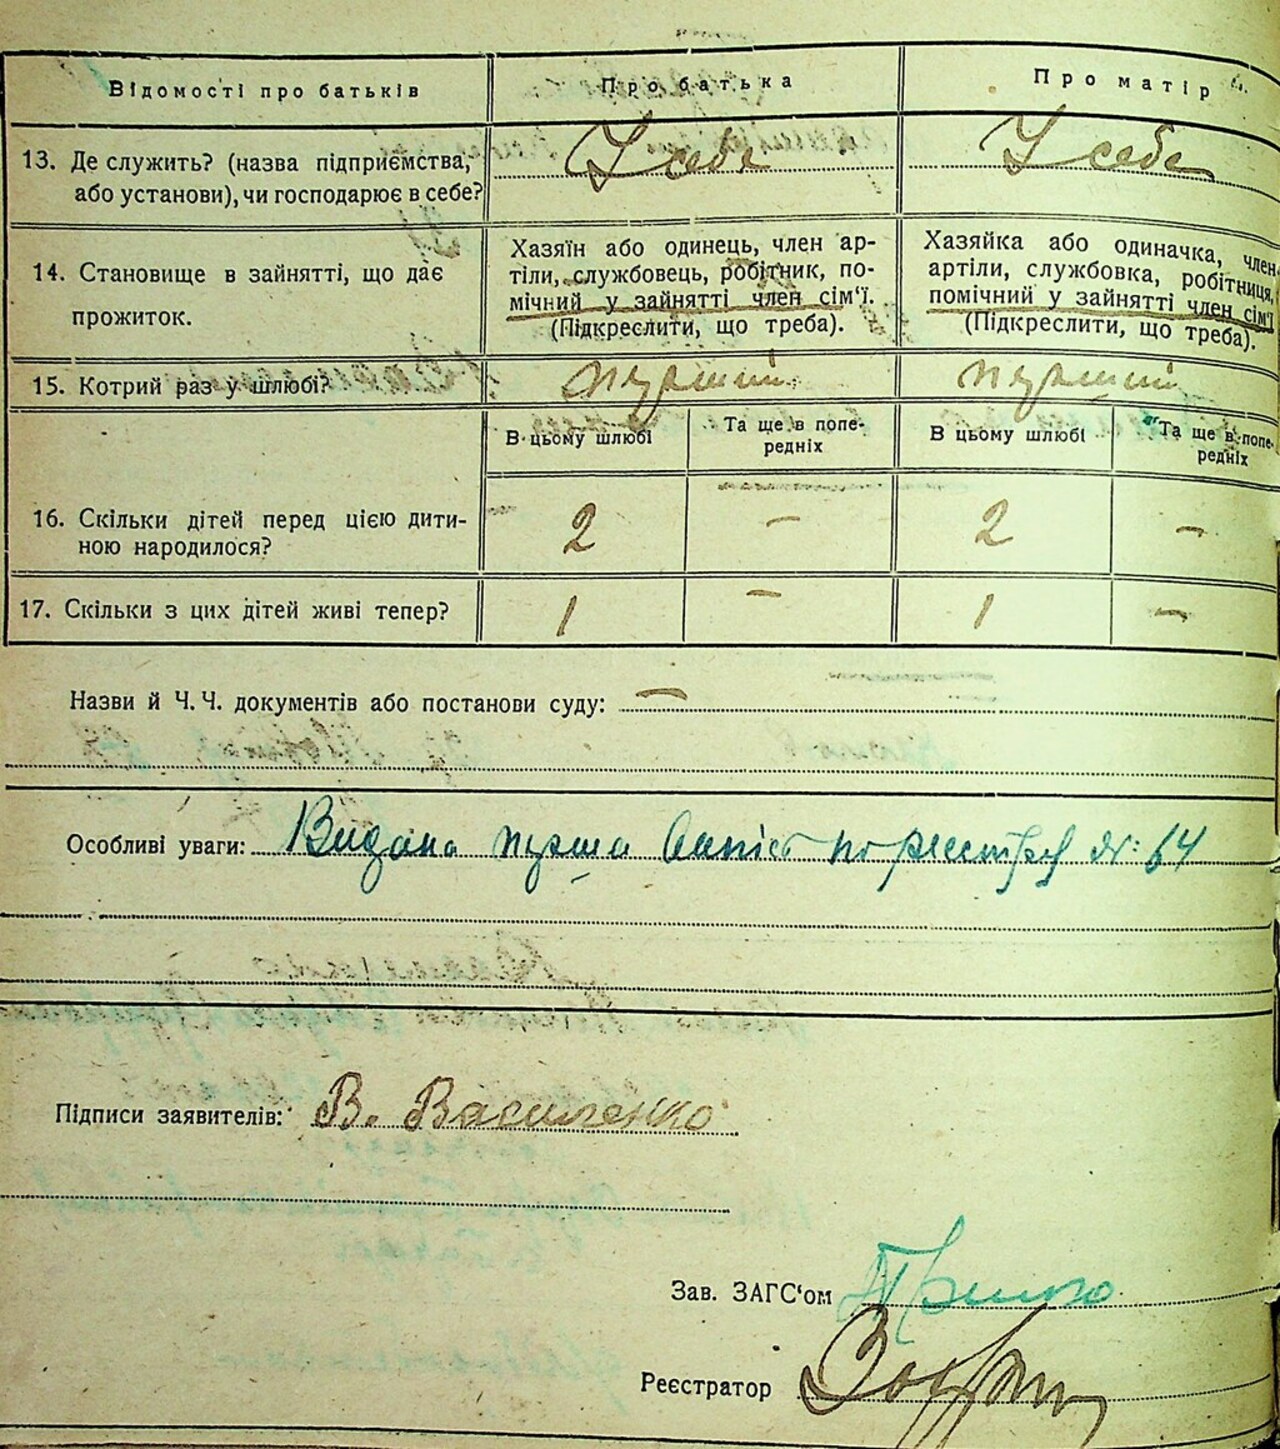 Відомості про батьків
Про батька
Про матір
13. Де служить? (назва підприємства,
або установи), чи господарює в себе?
У себе
У себе
14. Становище в зайнятті, що дає
прожиток.
Хазяїн або одинець, член ар-
тіли, службовець, робітник, по-
мічний у зайнятті член сім‘ї.
(Підкреслити, що треба).
Хазяйка або одиначка, член
артіли, службовка, робітниця,
помічний у зайнятті член сім‘ї
(Підкреслити, що треба).
15. Котрий раз у шлюбі?
перший
перший
В цьому шлюбі
Та ще в попе-
редніх
В цьому шлюбі
Та ще в попе-
редніх
16. Скільки дітей перед цією дити-
ною народилося?
2
—
2
—
17. Скільки з цих дітей живі тепер?
1
—
1
—
Назви й Ч. Ч. документів або постанови суду: —
Особливі уваги: Видана перша по реестру №: 64
Підписи заявителів: В. Василенко
Зав. ЗАГС‘ом
Реєстратор